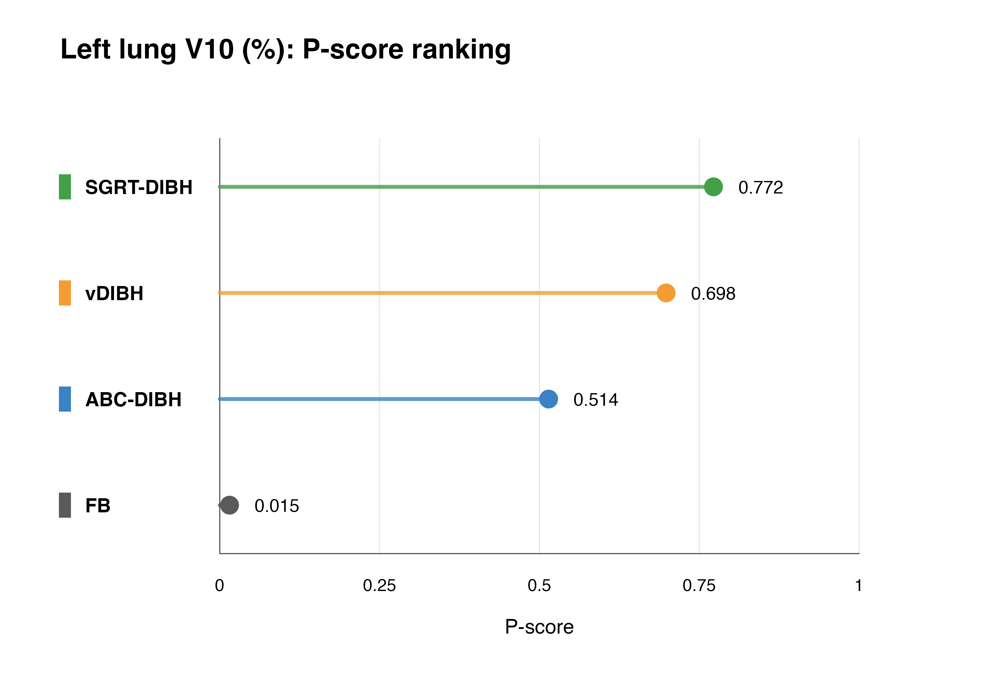 Left lung V10 (%): P-score ranking
SGRT-DIBH 0.772
vDIBH 0.698
ABC-DIBH 0.514
FB 0.015
0 0.25 0.5 0.75 1
P-score